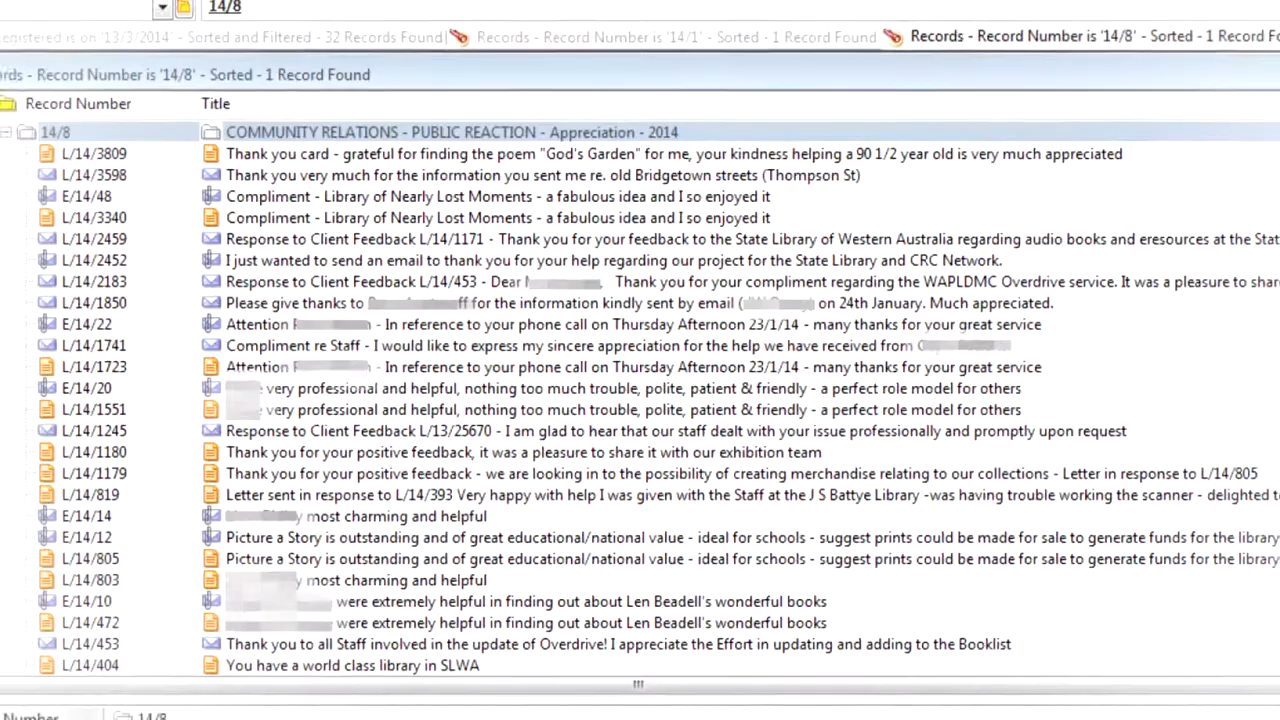 14/8
egistered is on '13/3/2014' - Sorted and Filtered - 32 Records Found Records - Record Number is '14/1' - Sorted - 1 Record Found Records - Record Number is '14/8' - Sorted - 1 Record Fo
rds - Record Number is '14/8' - Sorted - 1 Record Found
Record Number Title
14/8 COMMUNITY RELATIONS - PUBLIC REACTION - Appreciation - 2014
L/14/3809 Thank you card - grateful for finding the poem "God's Garden" for me, your kindness helping a 90 1/2 year old is very much appreciated
L/14/3598 Thank you very much for the information you sent me re. old Bridgetown streets (Thompson St)
E/14/48 Compliment - Library of Nearly Lost Moments - a fabulous idea and I so enjoyed it
L/14/3340 Compliment - Library of Nearly Lost Moments - a fabulous idea and I so enjoyed it
L/14/2459 Response to Client Feedback L/14/1171 - Thank you for your feedback to the State Library of Western Australia regarding audio books and eresources at the Stat
L/14/2452 I just wanted to send an email to thank you for your help regarding our project for the State Library and CRC Network.
L/14/2183 Response to Client Feedback L/14/453 - Dear Thank you for your compliment regarding the WAPLDMC Overdrive service. It was a pleasure to shar
L/14/1850 Please give thanks to for the information kindly sent by email ( on 24th January. Much appreciated.
E/14/22 Attention - In reference to your phone call on Thursday Afternoon 23/1/14 - many thanks for your great service
L/14/1741 Compliment re Staff - I would like to express my sincere appreciation for the help we have received from
L/14/1723 Attention - In reference to your phone call on Thursday Afternoon 23/1/14 - many thanks for your great service
E/14/20 very professional and helpful, nothing too much trouble, polite, patient & friendly - a perfect role model for others
L/14/1551 very professional and helpful, nothing too much trouble, polite, patient & friendly - a perfect role model for others
L/14/1245 Response to Client Feedback L/13/25670 - I am glad to hear that our staff dealt with your issue professionally and promptly upon request
L/14/1180 Thank you for your positive feedback, it was a pleasure to share it with our exhibition team
L/14/1179 Thank you for your positive feedback - we are looking in to the possibility of creating merchandise relating to our collections - Letter in response to L/14/805
L/14/819 Letter sent in response to L/14/393 Very happy with help I was given with the Staff at the J S Battye Library -was having trouble working the scanner - delighted t
E/14/14 most charming and helpful
E/14/12 Picture a Story is outstanding and of great educational/national value - ideal for schools - suggest prints could be made for sale to generate funds for the library
L/14/805 Picture a Story is outstanding and of great educational/national value - ideal for schools - suggest prints could be made for sale to generate funds for the library
L/14/803 most charming and helpful
E/14/10 were extremely helpful in finding out about Len Beadell's wonderful books
L/14/472 were extremely helpful in finding out about Len Beadell's wonderful books
L/14/453 Thank you to all Staff involved in the update of Overdrive! I appreciate the Effort in updating and adding to the Booklist
L/14/404 You have a world class library in SLWA
Number 14/8